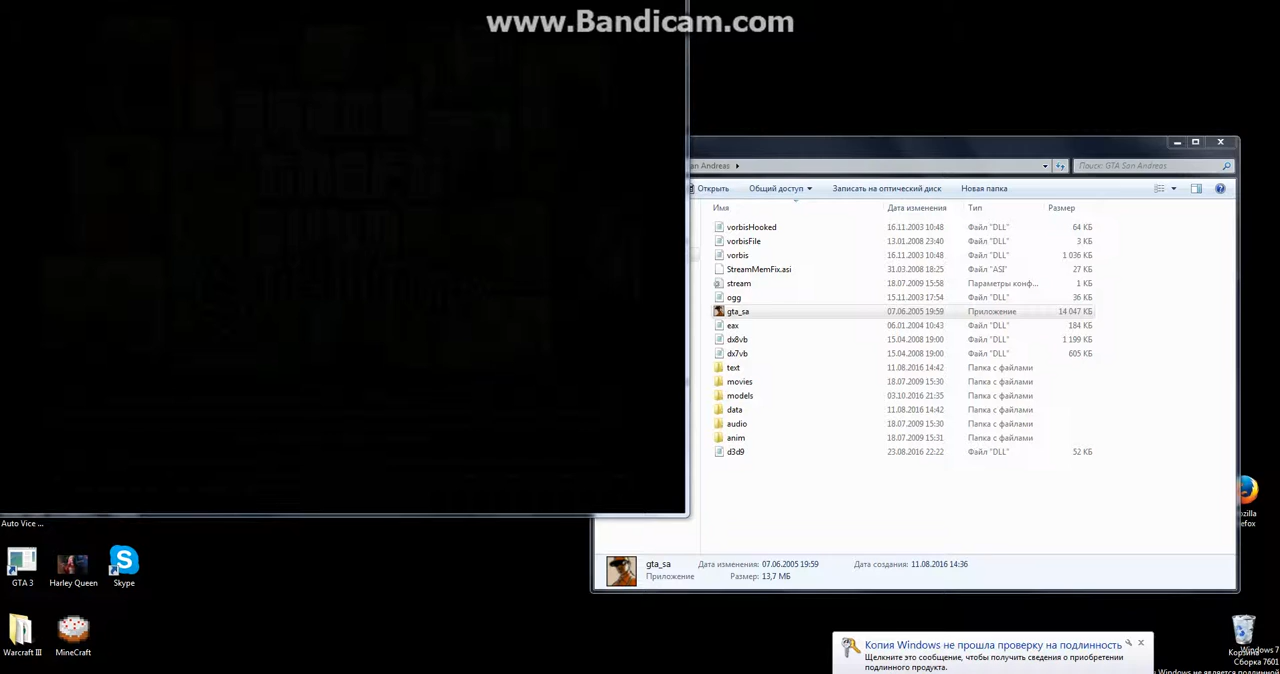 www.Bandicam.com
an Andreas
Поиск: GTA San Andreas
Открыть Общий доступ Записать на оптический диск Новая папка
Имя Дата изменения Тип Размер
vorbisHooked 16.11.2003 10:48 Файл "DLL" 64 КБ
vorbisFile 13.01.2008 23:40 Файл "DLL" 3 КБ
vorbis 16.11.2003 10:48 Файл "DLL" 1 036 КБ
StreamMemFix.asi 31.03.2008 18:25 Файл "ASI" 27 КБ
stream 18.07.2009 15:58 Параметры конф... 1 КБ
ogg 15.11.2003 17:54 Файл "DLL" 36 КБ
gta_sa 07.06.2005 19:59 Приложение 14 047 КБ
eax 06.01.2004 10:43 Файл "DLL" 184 КБ
dx8vb 15.04.2008 19:00 Файл "DLL" 1 199 КБ
dx7vb 15.04.2008 19:00 Файл "DLL" 605 КБ
text 11.08.2016 14:42 Папка с файлами
movies 18.07.2009 15:30 Папка с файлами
models 03.10.2016 21:35 Папка с файлами
data 11.08.2016 14:42 Папка с файлами
audio 18.07.2009 15:30 Папка с файлами
anim 18.07.2009 15:31 Папка с файлами
d3d9 23.08.2016 22:22 Файл "DLL" 52 КБ
gta_sa Дата изменения: 07.06.2005 19:59 Дата создания: 11.08.2016 14:36
Приложение Размер: 13,7 МБ
Auto Vice ...
GTA 3 Harley Queen Skype
Warcraft III MineCraft
ozilla
refox
Копия Windows не прошла проверку на подлинность
Щелкните это сообщение, чтобы получить сведения о приобретении
подлинного продукта.
Корзина
Windows 7
Сборка 7601